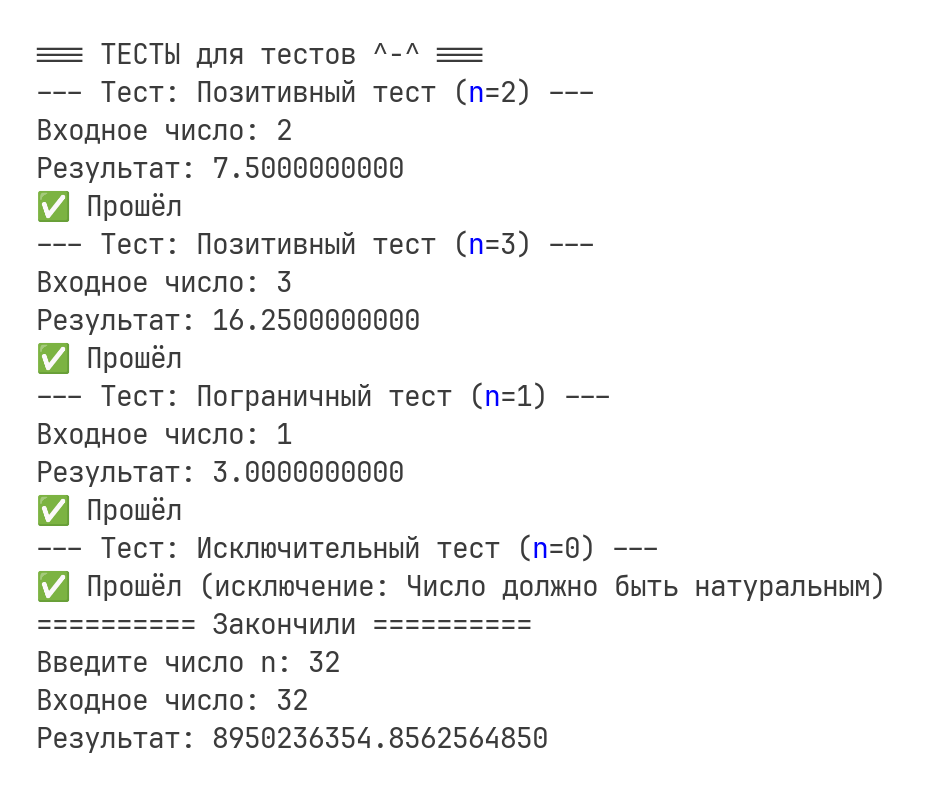 === ТЕСТЫ для тестов ^-^ ===
--- Тест: Позитивный тест (n=2) ---
Входное число: 2
Результат: 7.5000000000
✅ Прошёл
--- Тест: Позитивный тест (n=3) ---
Входное число: 3
Результат: 16.2500000000
✅ Прошёл
--- Тест: Пограничный тест (n=1) ---
Входное число: 1
Результат: 3.0000000000
✅ Прошёл
--- Тест: Исключительный тест (n=0) ---
✅ Прошёл (исключение: Число должно быть натуральным)
========== Закончили ==========
Введите число n: 32
Входное число: 32
Результат: 8950236354.8562564850